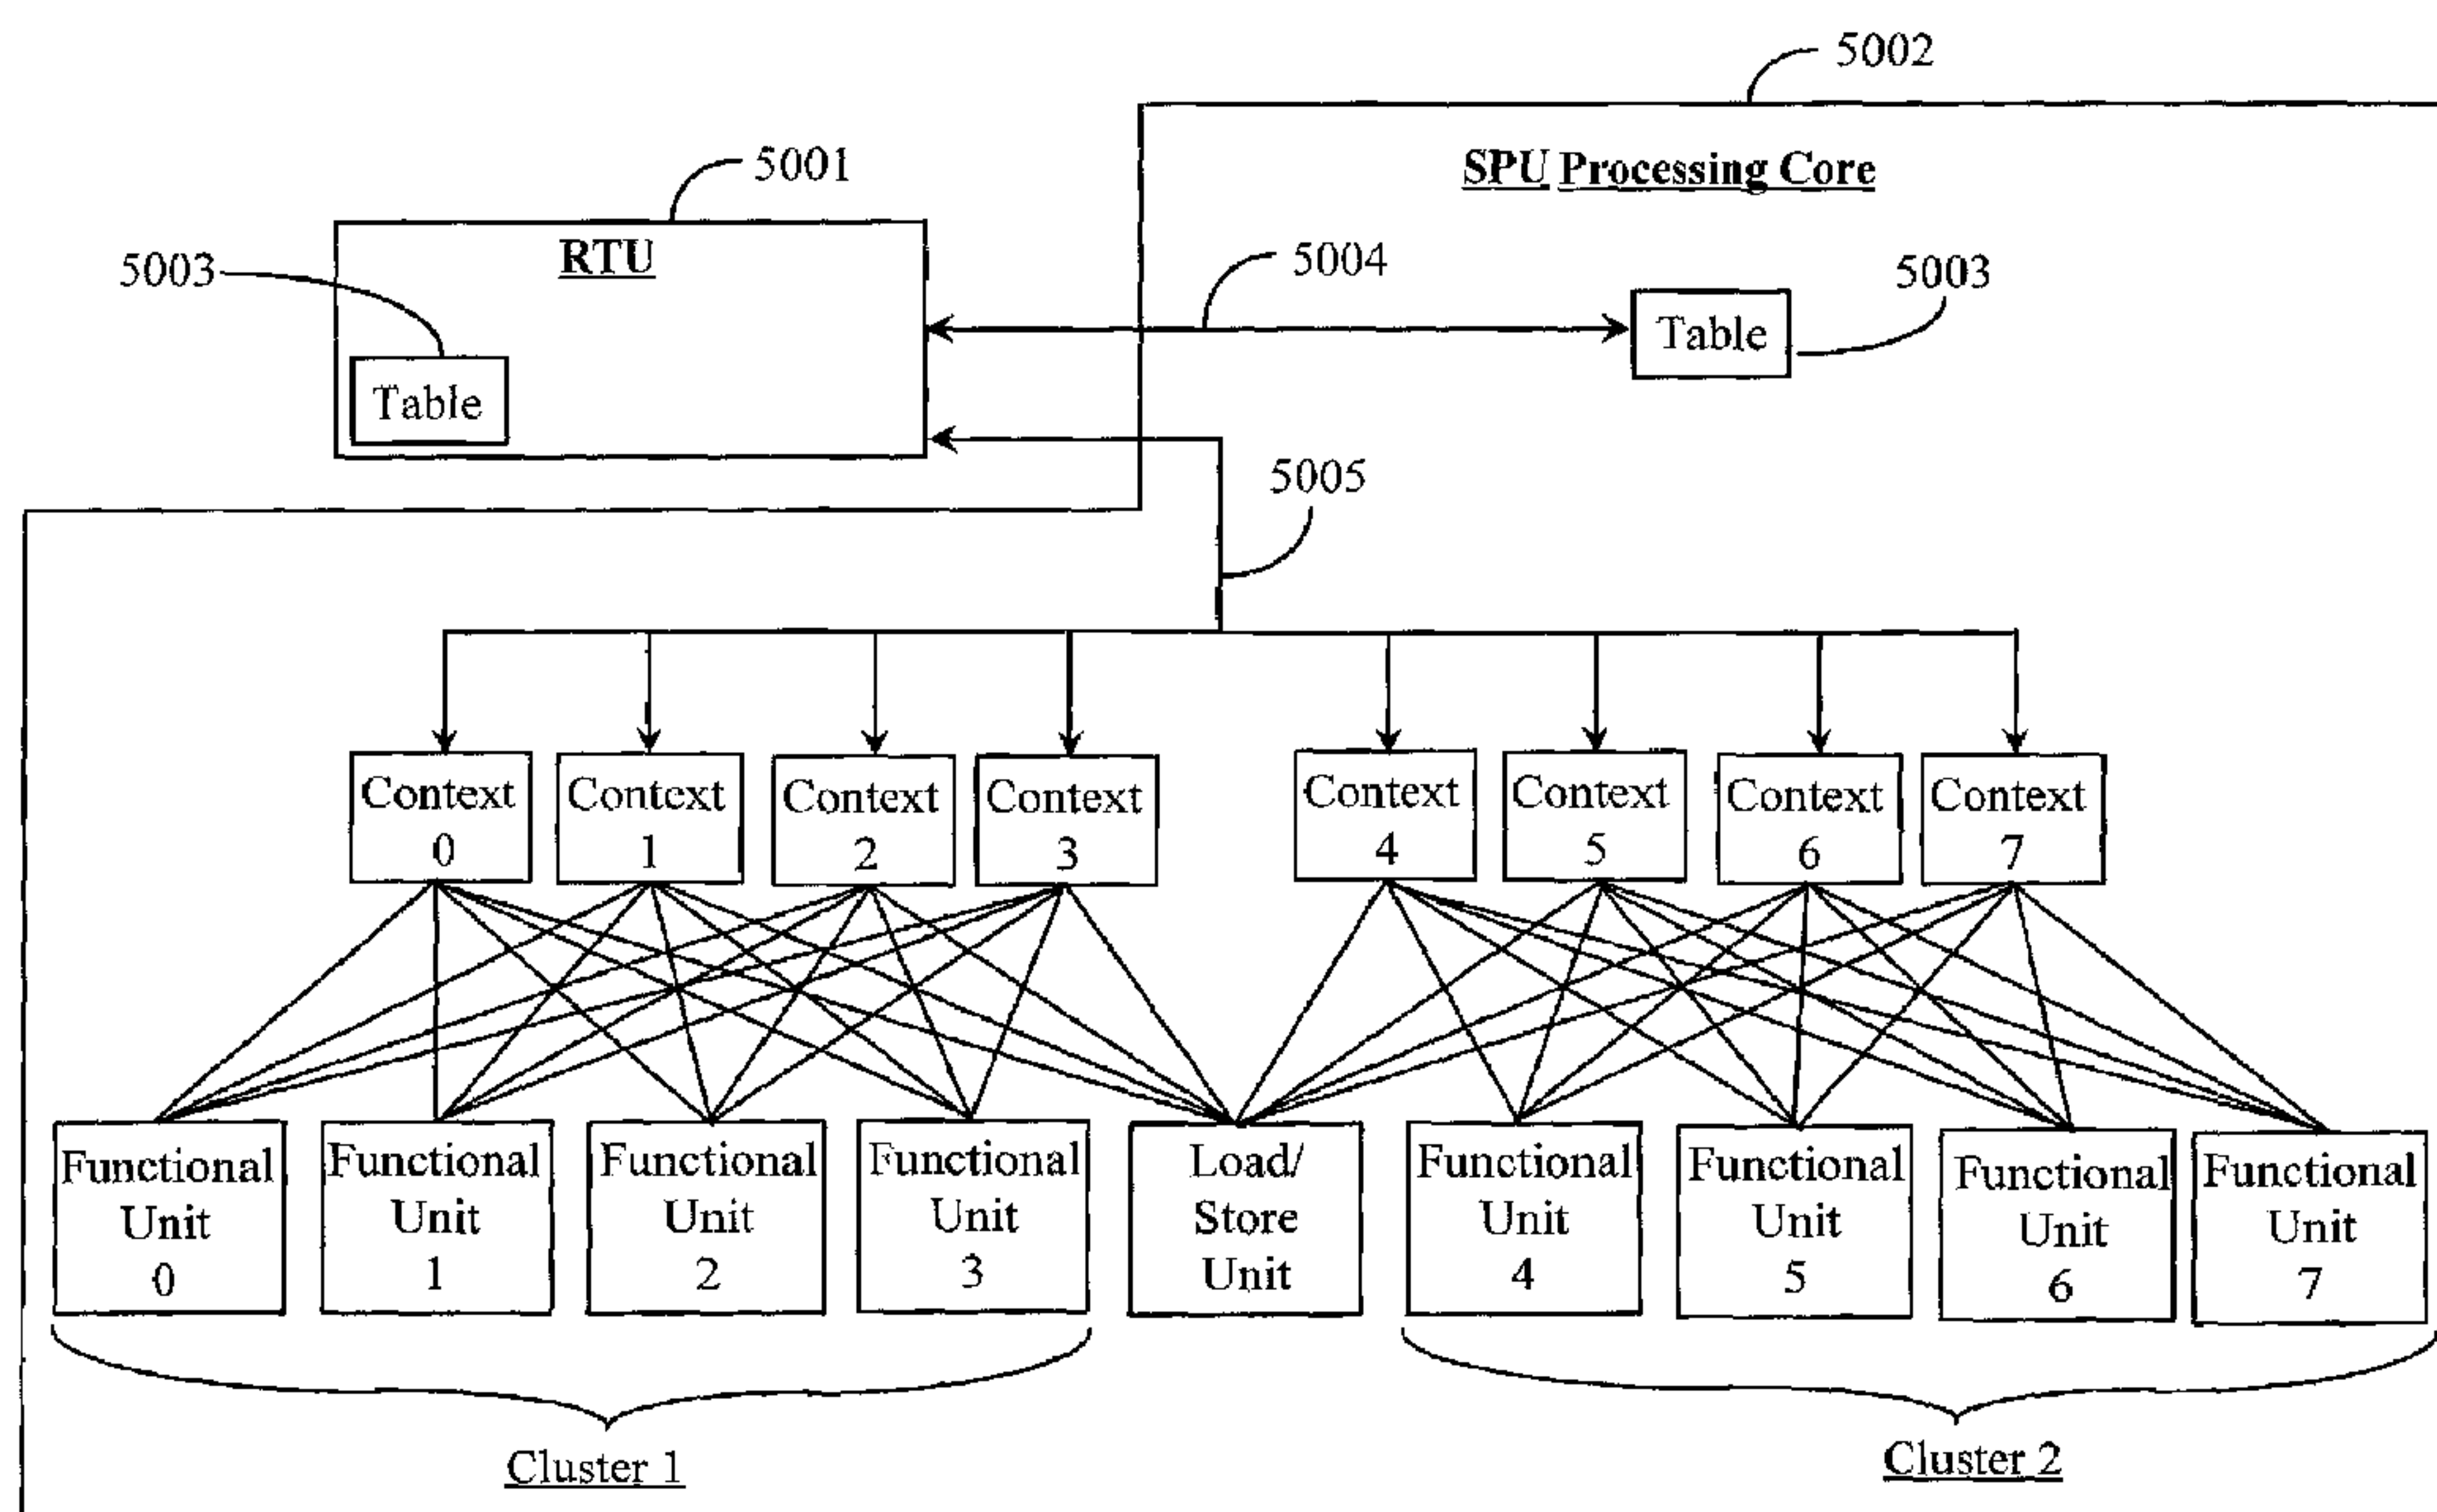 5002
SPU Processing Core
5001
RTU
5003
5004
5003
Table
Table
5005
Context
0
Context
1
Context
2
Context
3
Context
4
Context
5
Context
6
Context
7
Functional
Unit
0
Functional
Unit
1
Functional
Unit
2
Functional
Unit
3
Load/
Store
Unit
Functional
Unit
4
Functional
Unit
5
Functional
Unit
6
Functional
Unit
7
Cluster 1
Cluster 2